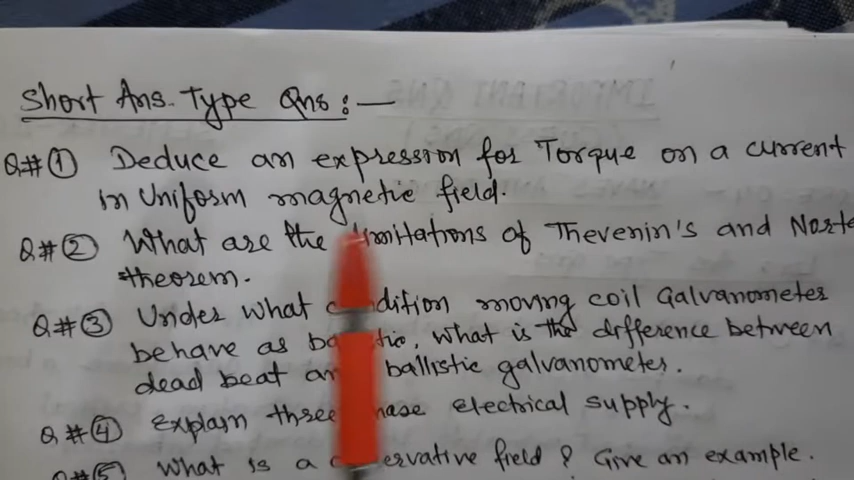 Short Ans. Type Qns :—
Q# ① Deduce an expression for Torque on a current
in Uniform magnetic field.
Q# ② What are the limitations of Thevenin's and
theorem.
Q# ③ Under what moving coil Galvanometer
behave as What is the difference between
dead beat ballistic galvanometer.
Q# ④ Explain three electrical supply.
Q# ⑤ What is a field ? Give an example.